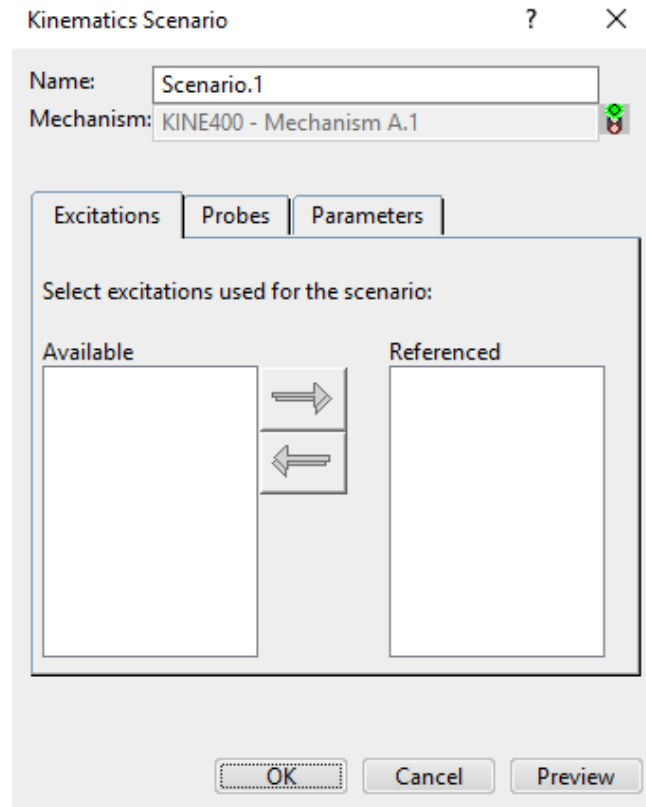 Kinematics Scenario ? X
Name: Scenario.1
Mechanism: KINE400 - Mechanism A.1
Excitations Probes Parameters
Select excitations used for the scenario:
Available Referenced
OK Cancel Preview